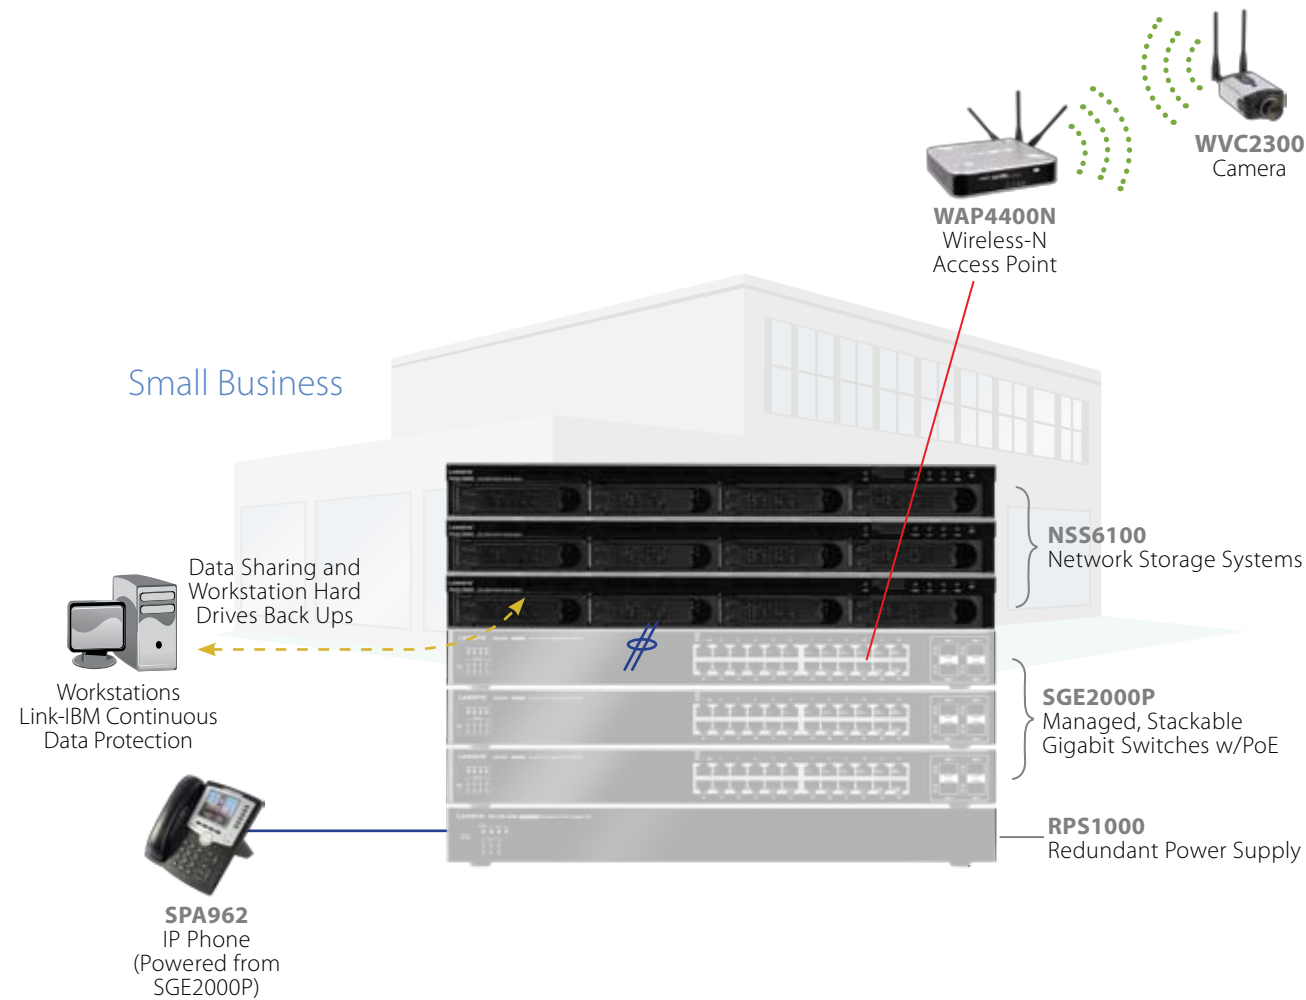 WVC2300
Camera
WAP4400N
Wireless-N
Access Point
Small Business
NSS6100
Network Storage Systems
Data Sharing and
Workstation Hard
Drives Back Ups
Workstations
Link-IBM Continuous
Data Protection
SGE2000P
Managed, Stackable
Gigabit Switches w/PoE
RPS1000
Redundant Power Supply
SPA962
IP Phone
(Powered from
SGE2000P)